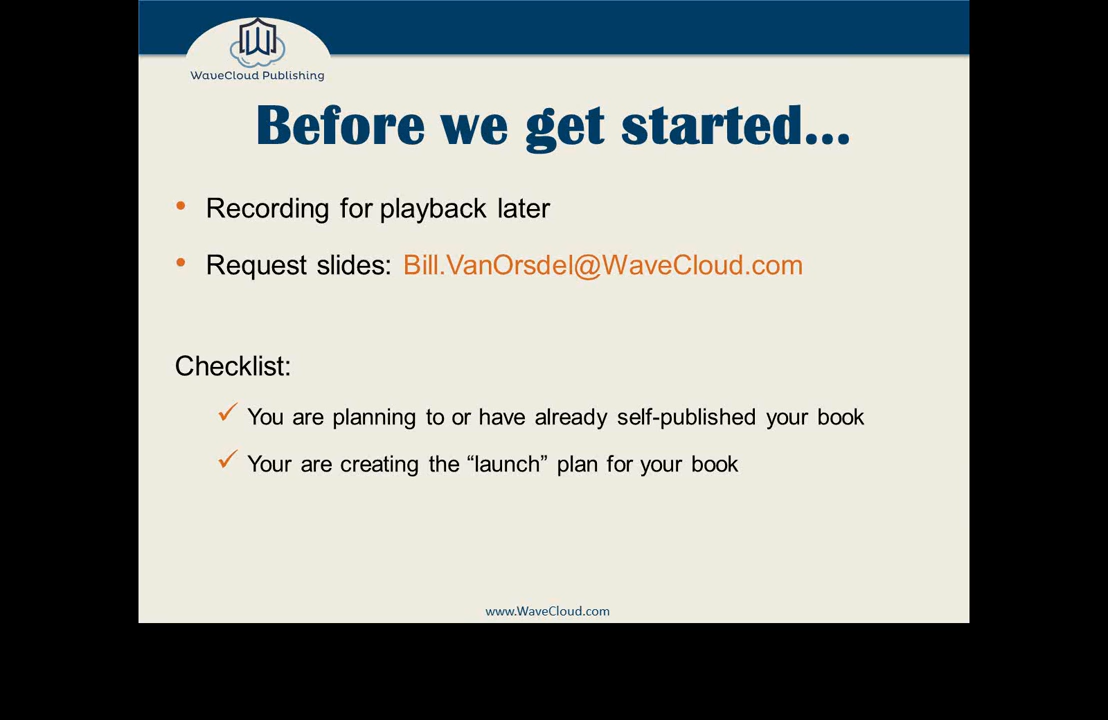 WaveCloud Publishing
Before we get started...
• Recording for playback later
• Request slides: Bill.VanOrsdel@WaveCloud.com
Checklist:
✓ You are planning to or have already self-published your book
✓ Your are creating the “launch” plan for your book
www.WaveCloud.com